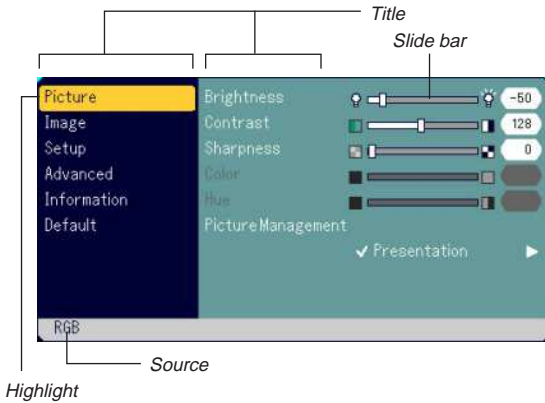 Title
Slide bar
Picture Brightness -50
Image Contrast 128
Setup Sharpness 0
Advanced Color
Information Hue
Default Picture Management
✓ Presentation
RGB
Source
Highlight